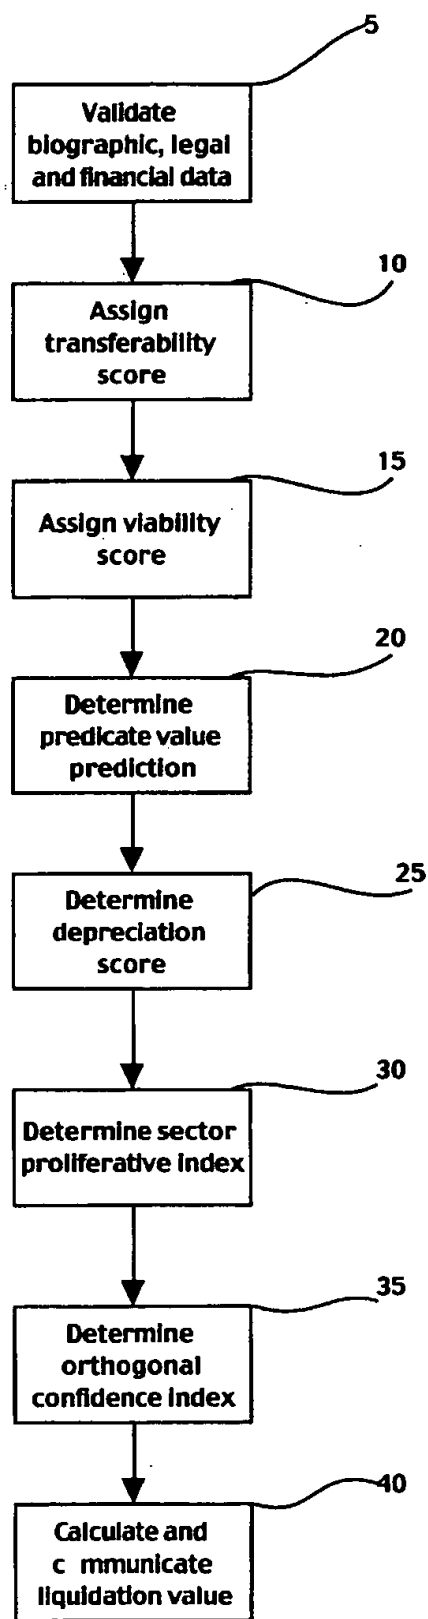 5
Validate
biographic, legal
and financial data
10
Assign
transferability
score
15
Assign viability
score
20
Determine
predicate value
prediction
25
Determine
depreciation
score
30
Determine sector
proliferative index
35
Determine
orthogonal
confidence index
40
Calculate and
c mmunicate
liquidation value